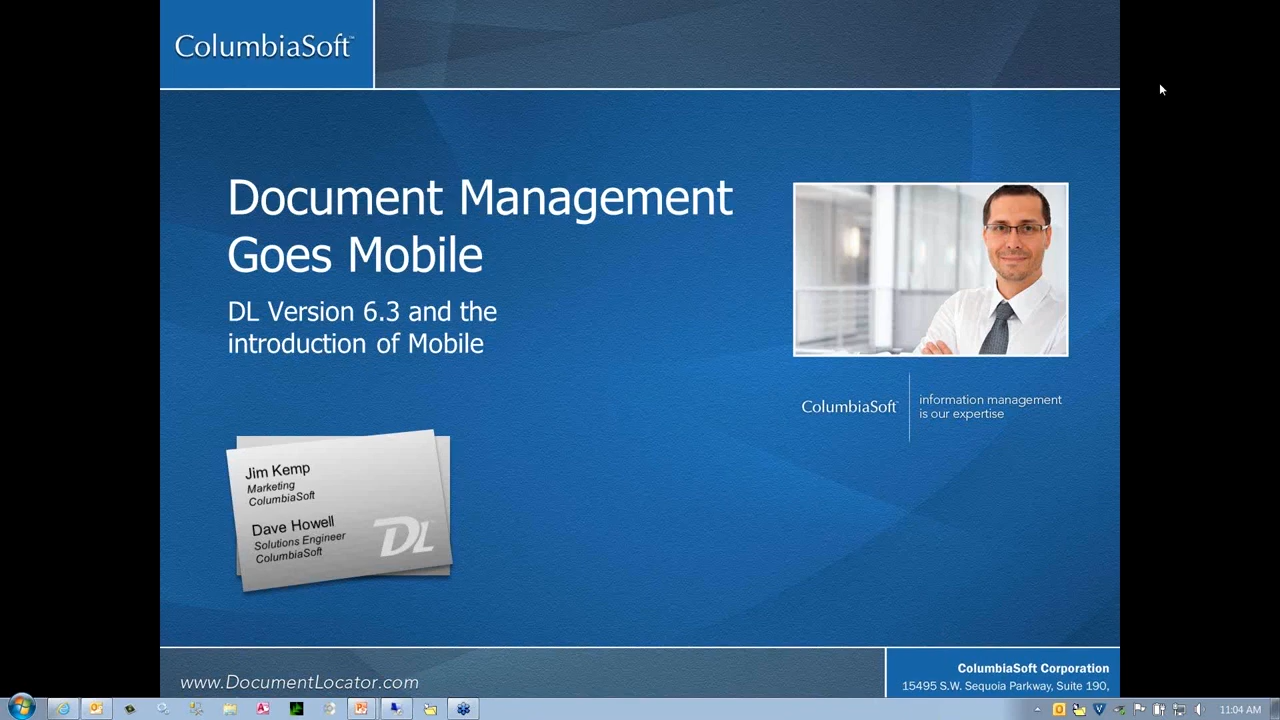 ColumbiaSoft™
Document Management
Goes Mobile
DL Version 6.3 and the
introduction of Mobile
ColumbiaSoft™
information management
is our expertise
Jim Kemp
Marketing
ColumbiaSoft
Dave Howell
Solutions Engineer
ColumbiaSoft
DL
www.DocumentLocator.com
ColumbiaSoft Corporation
15495 S.W. Sequoia Parkway, Suite 190,
11:04 AM